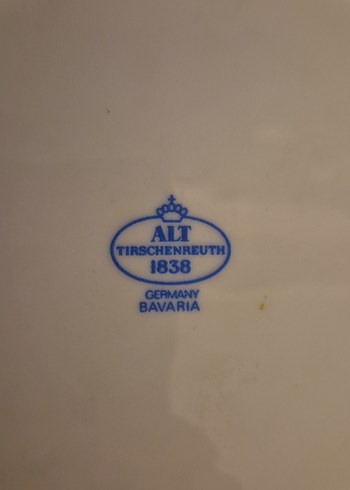 ALT
TIRSCHENREUTH
1838
GERMANY
BAVARIA